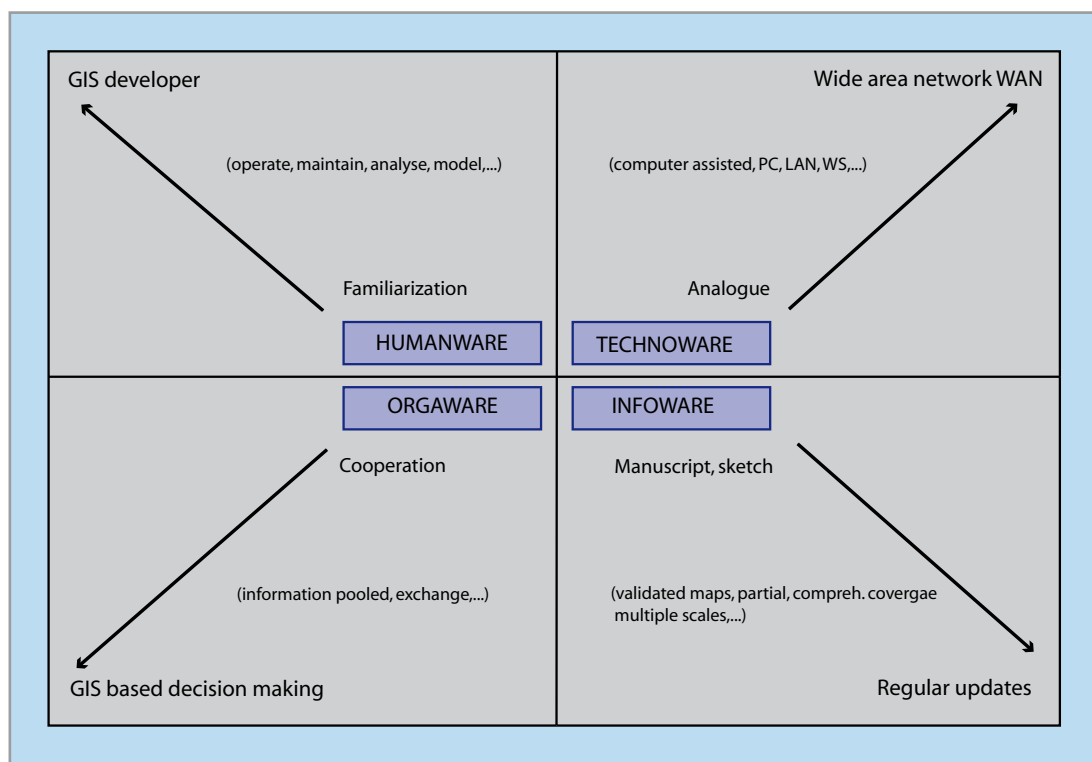 GIS developer
(operate, maintain, analyse, model,...)
Familiarization
HUMANWARE
Wide area network WAN
(computer assisted, PC, LAN, WS,...)
Analogue
TECHNOWARE
ORGAWARE
Cooperation
(information pooled, exchange,...)
GIS based decision making
INFOWARE
Manuscript, sketch
(validated maps, partial, compreh. covergae
multiple scales,...)
Regular updates